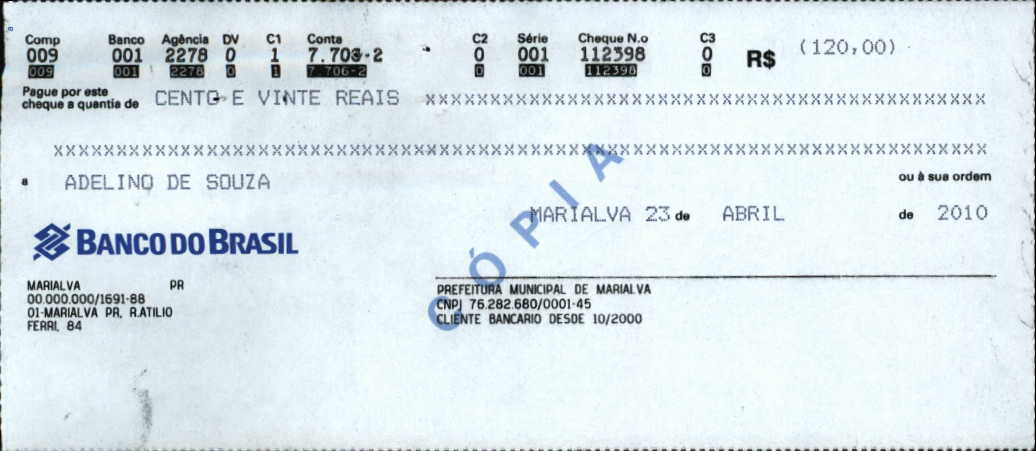 Comp Banco Agência DV C1 Conta C2 Série Cheque N.o C3
009 001 2278 0 1 7.706-2 0 001 112398 0 R$ (120,00)
009 001 2278 0 1 7.706-2 0 001 112398 0
Pague por este
cheque a quantia de CENTO E VINTE REAIS xxxxxxxxxxxxxxxxxxxxxxxxxxxxxxxxxxxxxxxxxxxxxx
xxxxxxxxxxxxxxxxxxxxxxxxxxxxxxxxxxxxxxxxxxxxxxxxxxxxxxxxxxxxxxxxxxxxxxxxxxx
a ADELINO DE SOUZA ou à sua ordem
MARIALVA 23 de ABRIL de 2010
CÓPIA
BANCO DO BRASIL
MARIALVA PR
00.000.000/1691-88
01-MARIALVA PR, R.ATILIO
FERRI, 84
PREFEITURA MUNICIPAL DE MARIALVA
CNPJ 76.282.680/0001-45
CLIENTE BANCARIO DESDE 10/2000